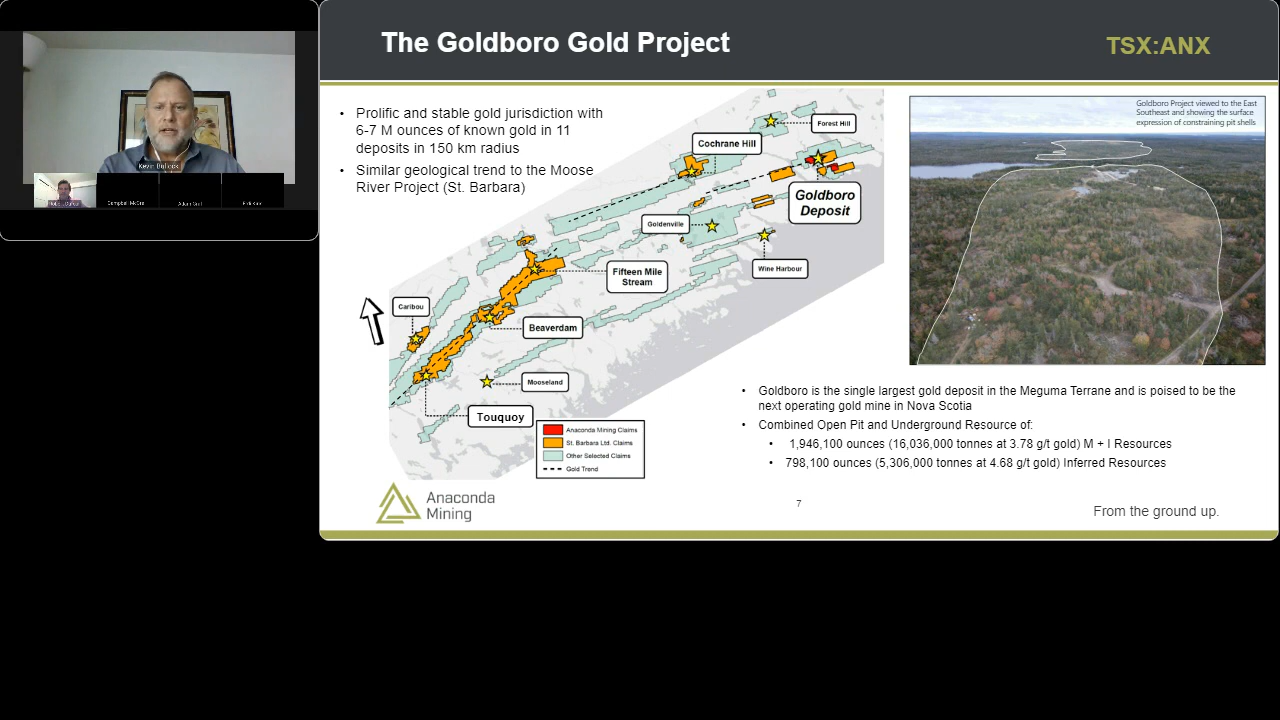 The Goldboro Gold Project
TSX:ANX
• Prolific and stable gold jurisdiction with
6-7 M ounces of known gold in 11
deposits in 150 km radius
• Similar geological trend to the Moose
River Project (St. Barbara)
Forest Hill
Cochrane Hill
Goldboro
Deposit
Goldenville
Wine Harbour
Fifteen Mile
Stream
Caribou
Beaverdam
Mooseland
Touquoy
Anaconda Mining Claims
St. Barbara Ltd. Claims
Other Selected Claims
Gold Trend
Goldboro Project viewed to the East
Southeast and showing the surface
expression of constraining pit shells
• Goldboro is the single largest gold deposit in the Meguma Terrane and is poised to be the
next operating gold mine in Nova Scotia
• Combined Open Pit and Underground Resource of:
• 1,946,100 ounces (16,036,000 tonnes at 3.78 g/t gold) M + I Resources
• 798,100 ounces (5,306,000 tonnes at 4.68 g/t gold) Inferred Resources
Anaconda
Mining
7
From the ground up.
Kevin Bullock